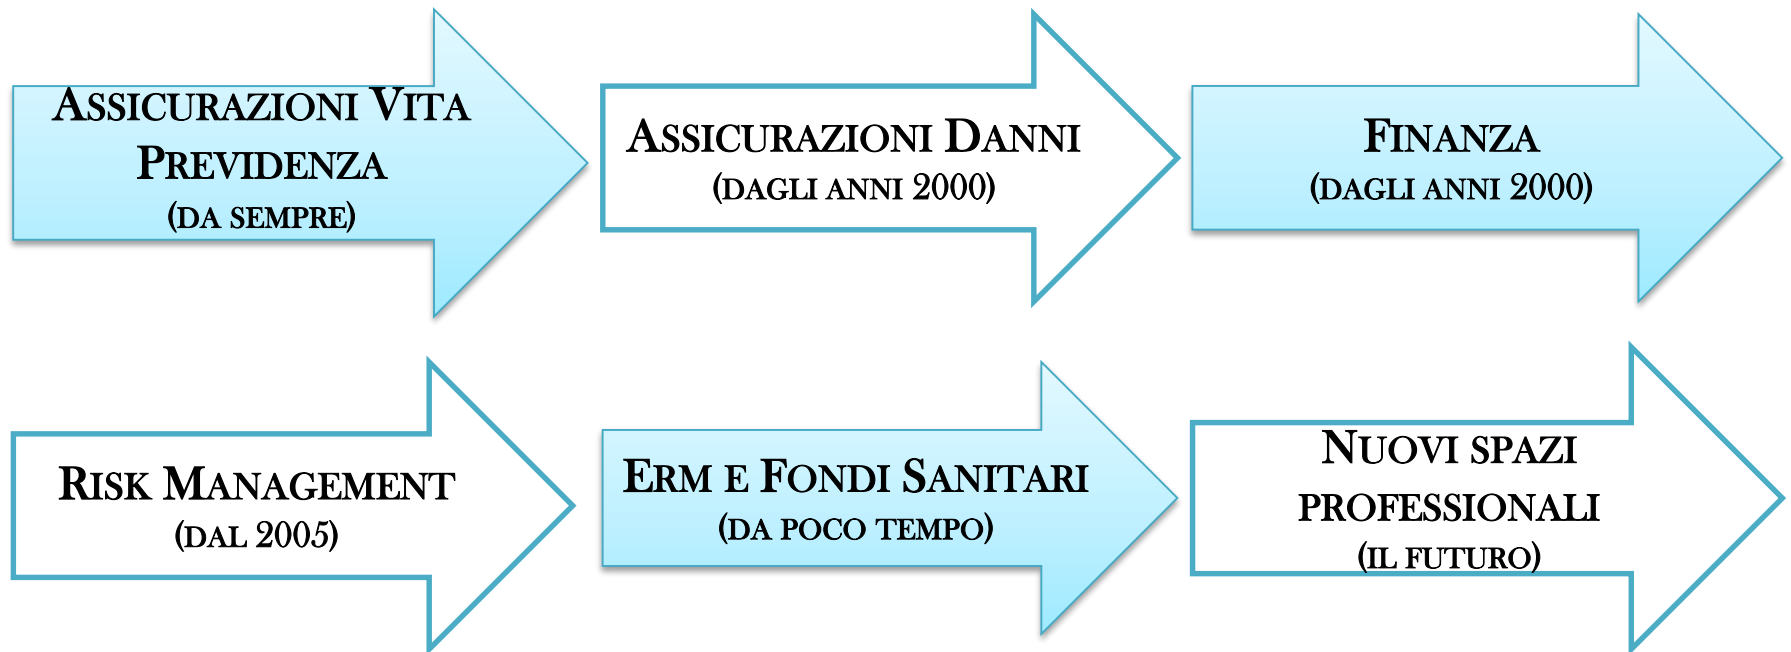 Assicurazioni Vita
Previdenza
(da sempre)
Assicurazioni Danni
(dagli anni 2000)
Finanza
(dagli anni 2000)
Risk Management
(dal 2005)
Erm e Fondi Sanitari
(da poco tempo)
Nuovi spazi
professionali
(il futuro)